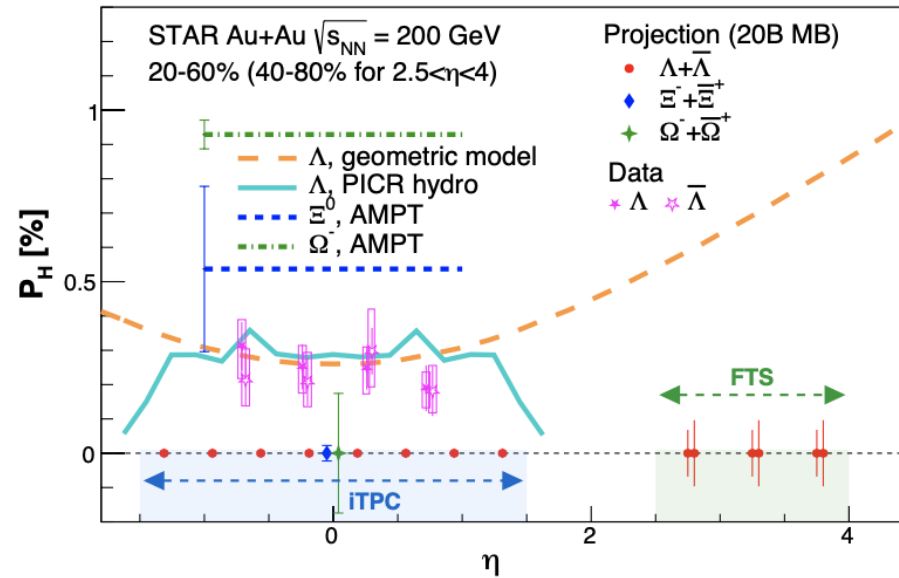 STAR Au+Au √s_NN = 200 GeV
20-60% (40-80% for 2.5<η<4)
Projection (20B MB)
Λ+Λ̅
Ξ⁻+Ξ̅⁺
Ω⁻+Ω̅⁺
Data
Λ Λ̅
Λ, geometric model
Λ, PICR hydro
Ξ⁰, AMPT
Ω⁻, AMPT
P_H [%]
1
0.5
0
FTS
iTPC
0 2 4
η